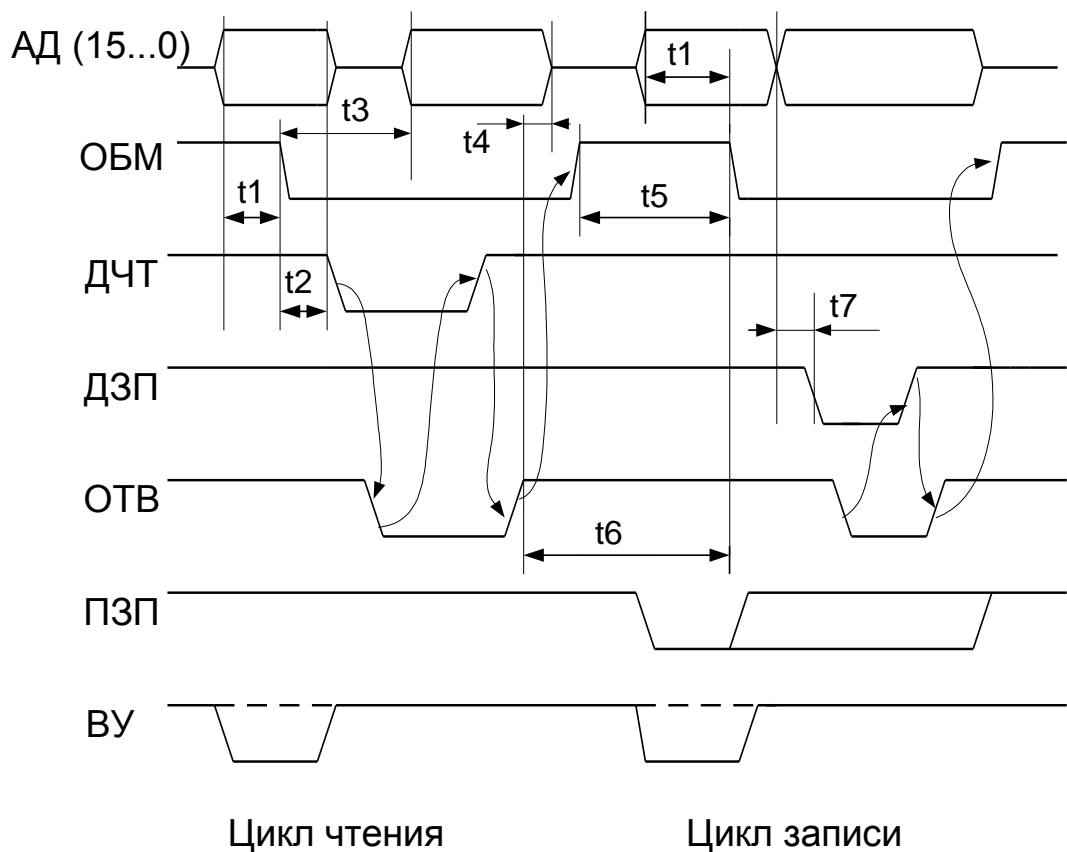 АД (15...0)
t1
t3
t4
ОБМ
t1
t5
ДЧТ
t2
t7
ДЗП
ОТВ
t6
ПЗП
ВУ
Цикл чтения
Цикл записи